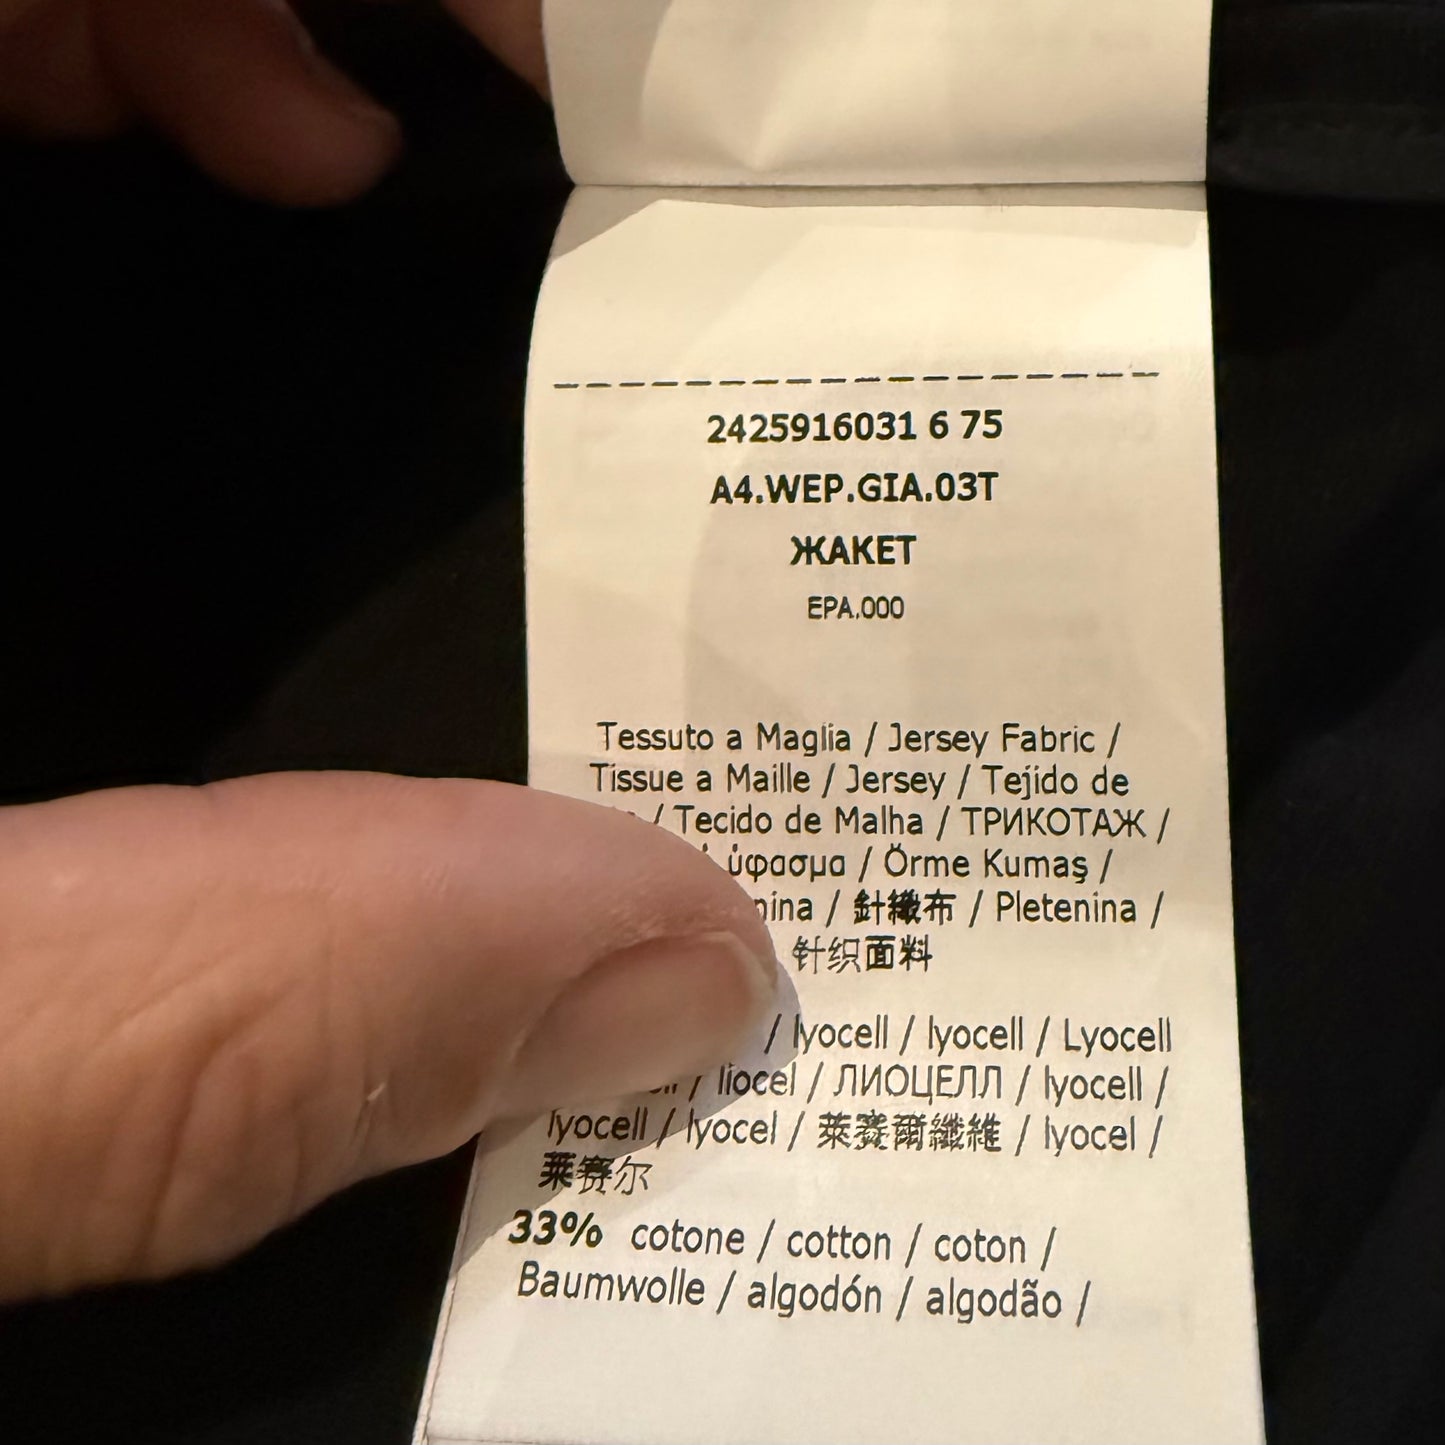 2425916031 6 75
A4.WEP.GIA.03T
ЖАКЕТ
EPA.000
Tessuto a Maglia / Jersey Fabric /
Tissue a Maille / Jersey / Tejido de
/ Tecido de Malha / ТРИКОТАЖ /
ύφασμα / Örme Kumaş /
/ 針織布 / Pletenina /
针织面料
/ lyocell / lyocell / Lyocell
/ liocel / ЛИОЦЕЛЛ / lyocell /
lyocell / lyocel / 萊賽爾纖維 / lyocel /
莱赛尔
33% cotone / cotton / coton /
Baumwolle / algodón / algodão /